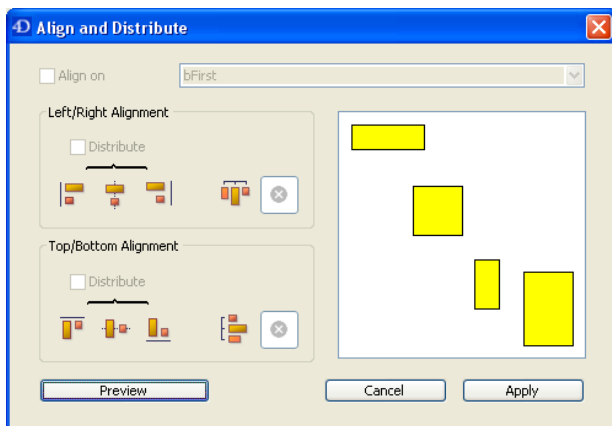 4D Align and Distribute
Align on
bFirst
Left/Right Alignment
Distribute
Top/Bottom Alignment
Distribute
Preview
Cancel
Apply